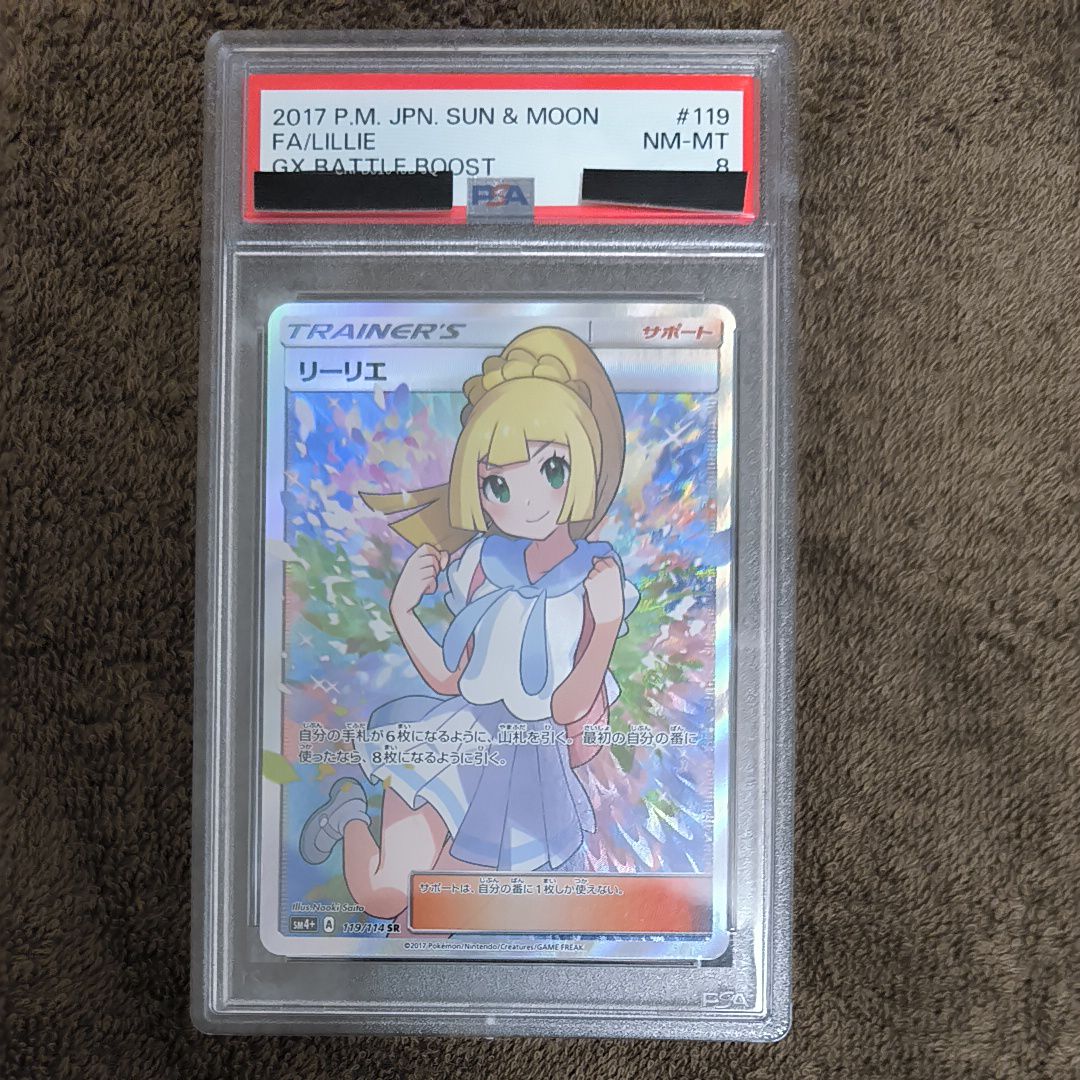 2017 P.M. JPN. SUN & MOON #119
FA/LILLIE NM-MT
GX BATTLE BOOST 8
PSA
TRAINER'S サポート
リーリエ
自分の手札が6枚になるように、山札を引く。最初の自分の番に
使ったなら、8枚になるように引く。
サポートは、自分の番に1枚しか使えない。
Illus. Naoki Saito
SM4+ A 119/114 SR
©2017 Pokémon/Nintendo/Creatures/GAME FREAK.
PSA